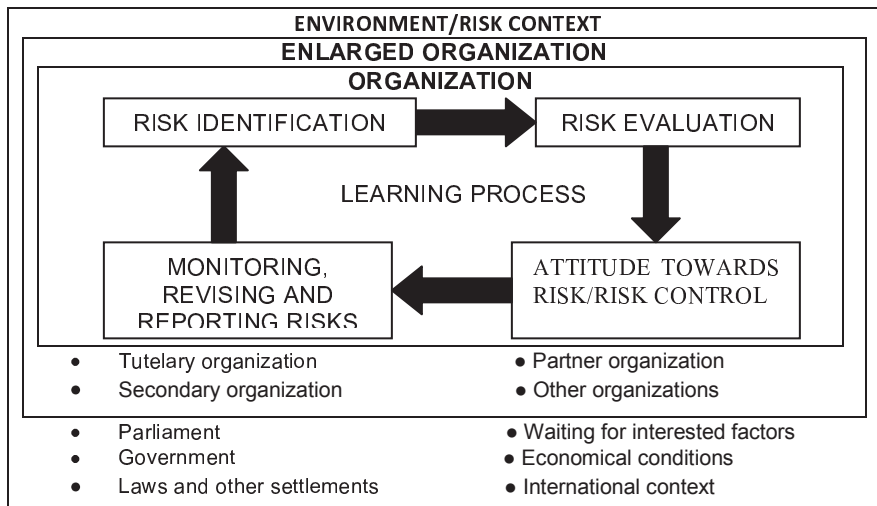 ENVIRONMENT/RISK CONTEXT
ENLARGED ORGANIZATION
ORGANIZATION
RISK IDENTIFICATION
RISK EVALUATION
LEARNING PROCESS
MONITORING,
REVISING AND
REPORTING RISKS
ATTITUDE TOWARDS
RISK/RISK CONTROL
• Tutelary organization
• Secondary organization
• Partner organization
• Other organizations
• Parliament
• Government
• Laws and other settlements
• Waiting for interested factors
• Economical conditions
• International context